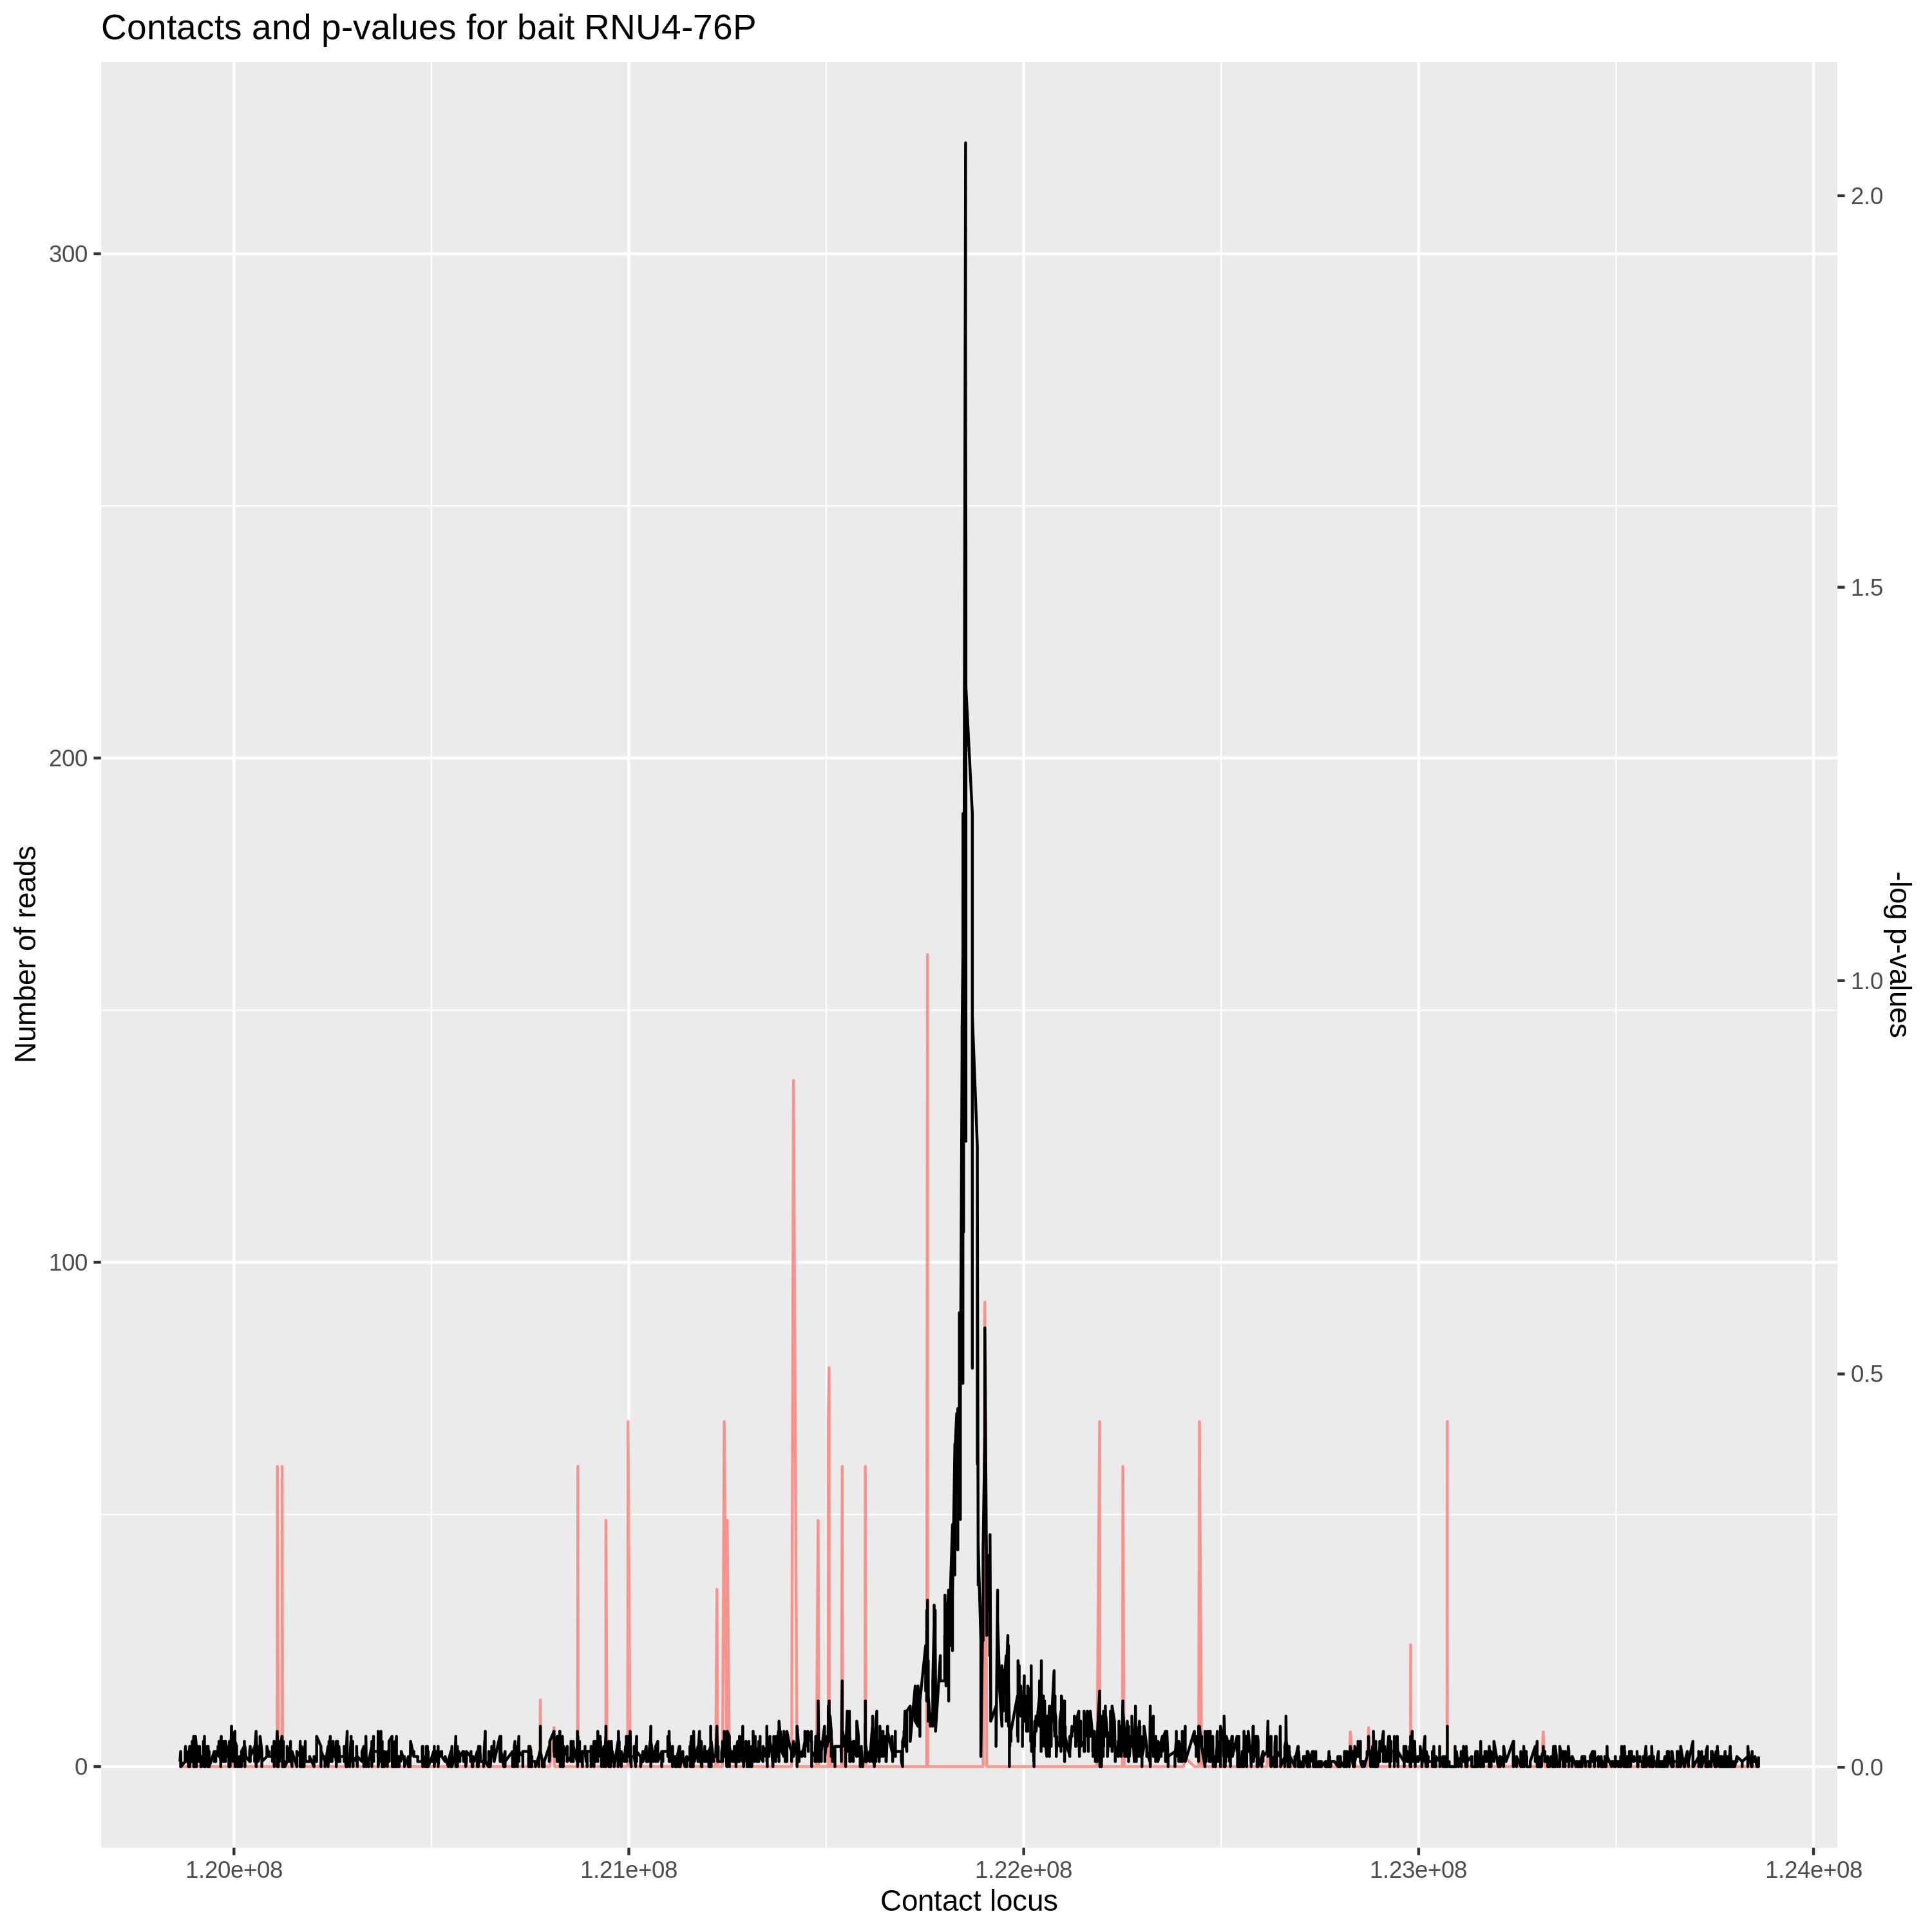 Contacts and p-values for bait RNU4-76P
300
200
100
0
Number of reads
2.0
1.5
1.0
0.5
0.0
-log p-values
1.20e+08
1.21e+08
1.22e+08
1.23e+08
1.24e+08
Contact locus